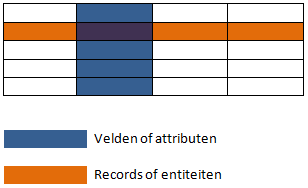 Velden of attributen
Records of entiteiten